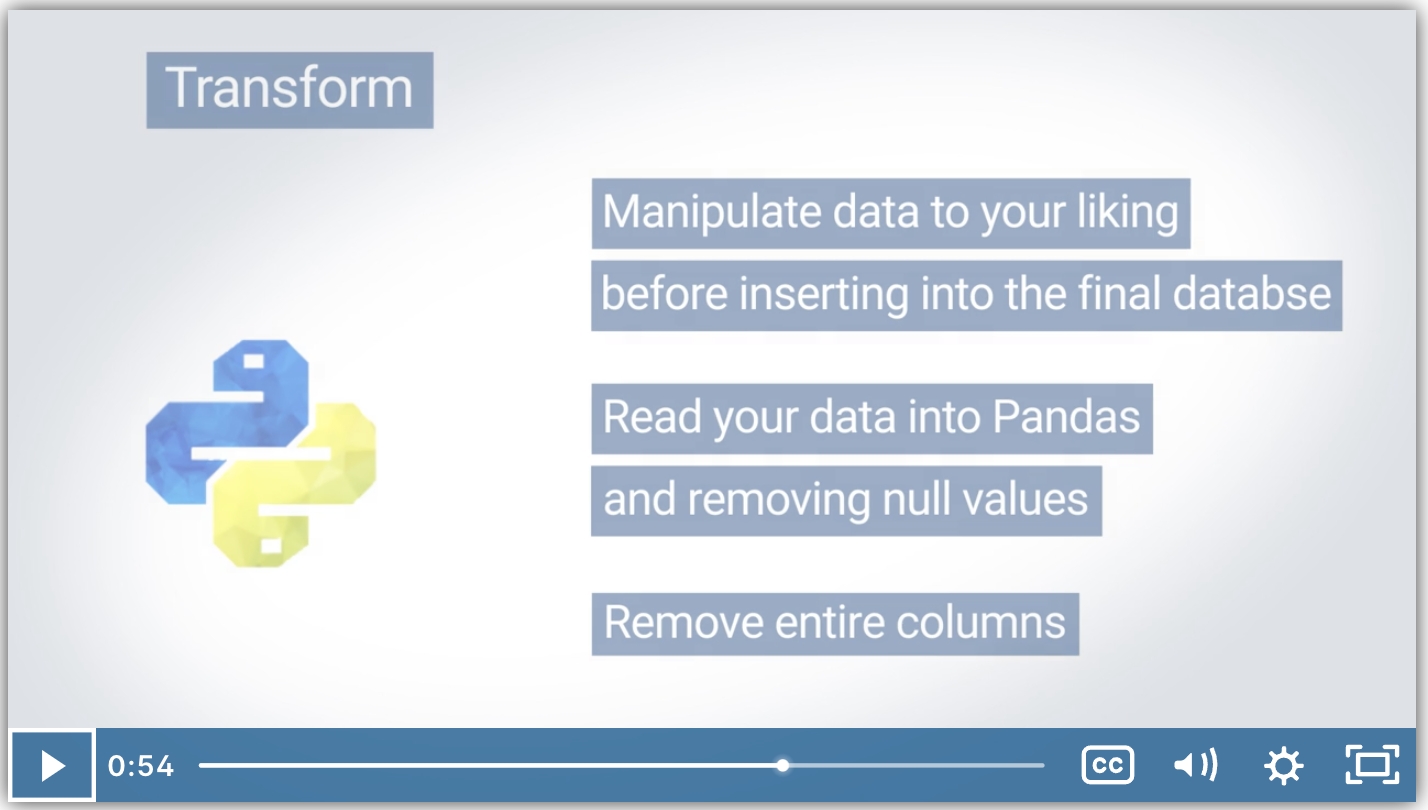 Transform
Manipulate data to your liking
before inserting into the final databse
Read your data into Pandas
and removing null values
Remove entire columns
0:54
CC